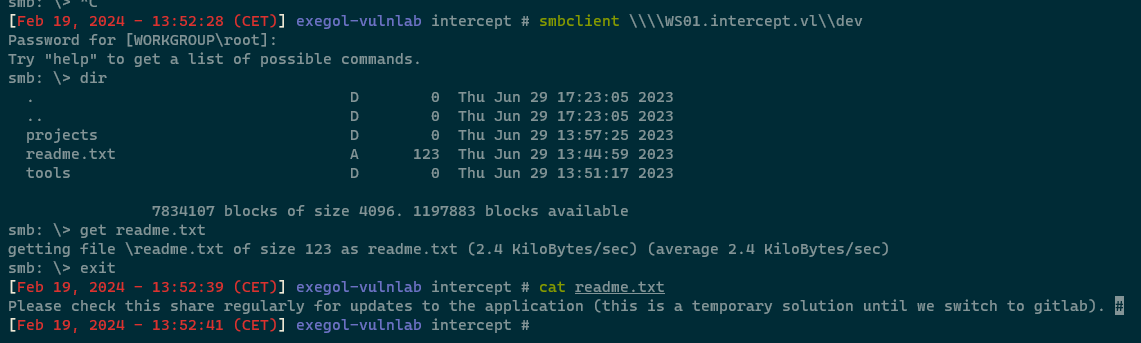 smb: \> ^C
[Feb 19, 2024 - 13:52:28 (CET)] exegol-vulnlab intercept # smbclient \\\\WS01.intercept.vl\\dev
Password for [WORKGROUP\root]:
Try "help" to get a list of possible commands.
smb: \> dir
  .                                   D        0  Thu Jun 29 17:23:05 2023
  ..                                  D        0  Thu Jun 29 17:23:05 2023
  projects                            D        0  Thu Jun 29 13:57:25 2023
  readme.txt                          A      123  Thu Jun 29 13:44:59 2023
  tools                               D        0  Thu Jun 29 13:51:17 2023
                7834107 blocks of size 4096. 1197883 blocks available
smb: \> get readme.txt
getting file \readme.txt of size 123 as readme.txt (2.4 KiloBytes/sec) (average 2.4 KiloBytes/sec)
smb: \> exit
[Feb 19, 2024 - 13:52:39 (CET)] exegol-vulnlab intercept # cat readme.txt
Please check this share regularly for updates to the application (this is a temporary solution until we switch to gitlab). #
[Feb 19, 2024 - 13:52:41 (CET)] exegol-vulnlab intercept #